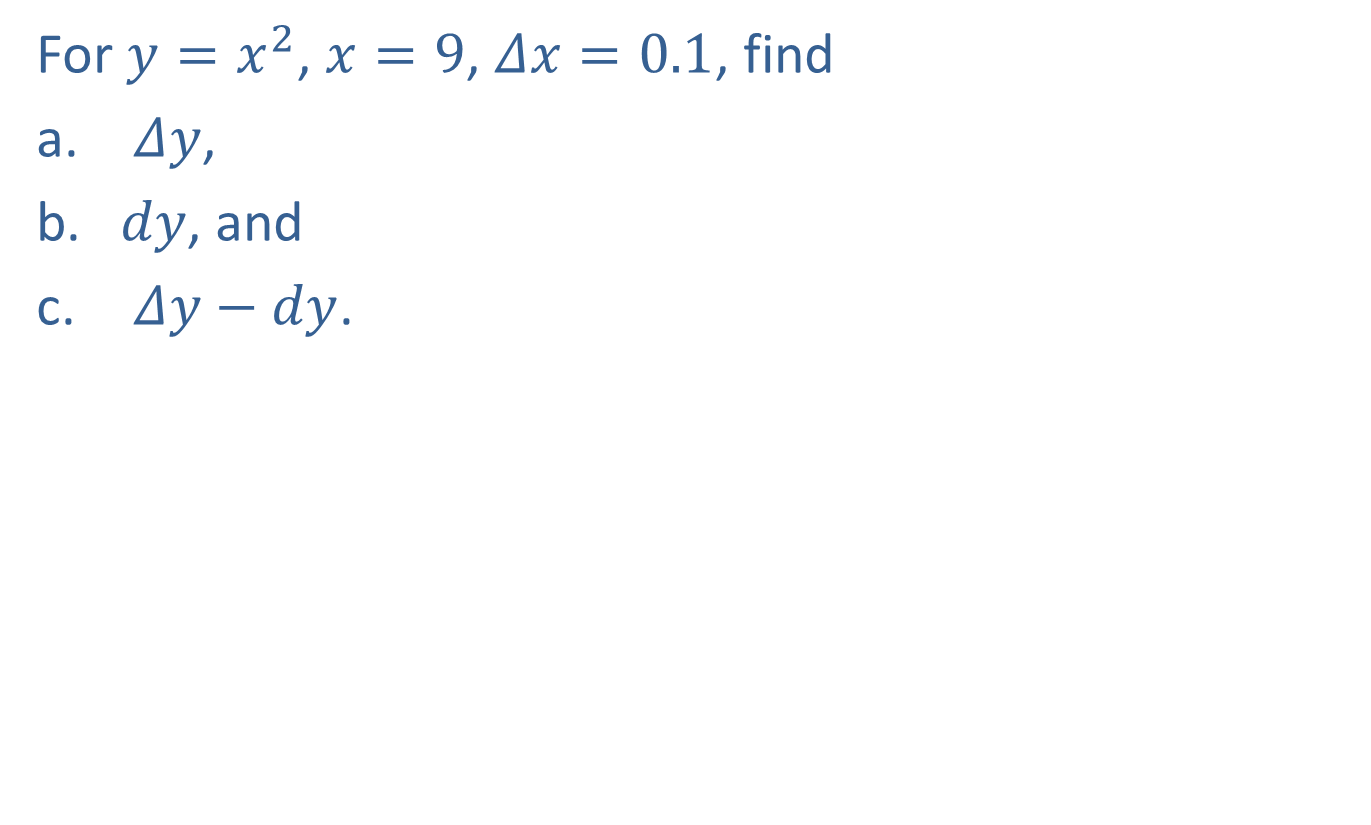 For y = x², x = 9, Δx = 0.1, find
a. Δy,
b. dy, and
c. Δy − dy.